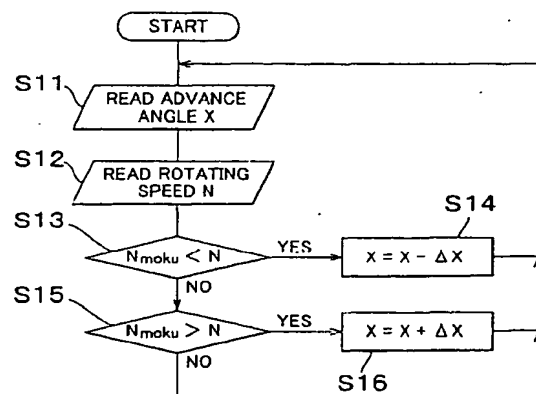 START
S11
READ ADVANCE
ANGLE X
S12
READ ROTATING
SPEED N
S13
Nmoku < N
YES
S14
X = X - ΔX
NO
S15
Nmoku > N
YES
X = X + ΔX
S16
NO